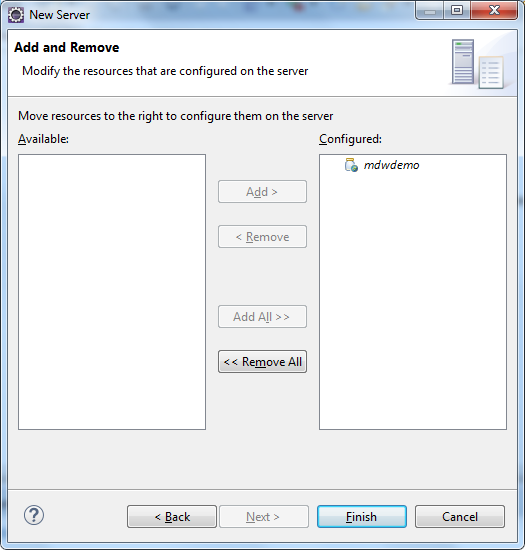 New Server
Add and Remove
Modify the resources that are configured on the server
Move resources to the right to configure them on the server
Available:
Configured:
mdwdemo
Add >
< Remove
Add All >>
<< Remove All
?
< Back
Next >
Finish
Cancel